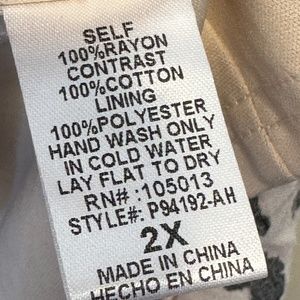 SELF
100%RAYON
CONTRAST
100%COTTON
LINING
100%POLYESTER
HAND WASH ONLY
IN COLD WATER
LAY FLAT TO DRY
RN#:105013
STYLE#: P94192-AH
2X
MADE IN CHINA
HECHO EN CHINA